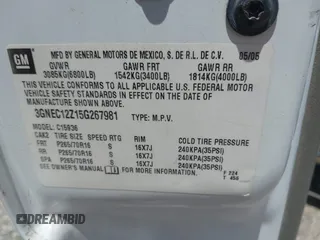 GM
MFD BY GENERAL MOTORS DE MEXICO, S. DE R.L. DE C.V. 05/05
GVWR GAWR FRT GAWR RR
3085KG(6800LB) 1542KG(3400LB) 1814KG(4000LB)
THIS VEHICLE CONFORMS TO ALL APPLICABLE U.S. FEDERAL MOTOR
VEHICLE SAFETY STANDARDS IN EFFECT ON THE DATE OF
MANUFACTURE SHOWN ABOVE.
3GNEC12Z15G267981 TYPE: M.P.V.
MODEL: C15936
TIRE SIZE SPEED RTG RIM COLD TIRE PRESSURE
FRT P265/70R16 S 16X7J 240KPA(35PSI)
RR P265/70R16 S 16X7J 240KPA(35PSI)
SPA P265/70R16 S 16X7J 240KPA(35PSI)
SEE OWNER'S MANUAL FOR MORE INFORMATION.
DREAMBID